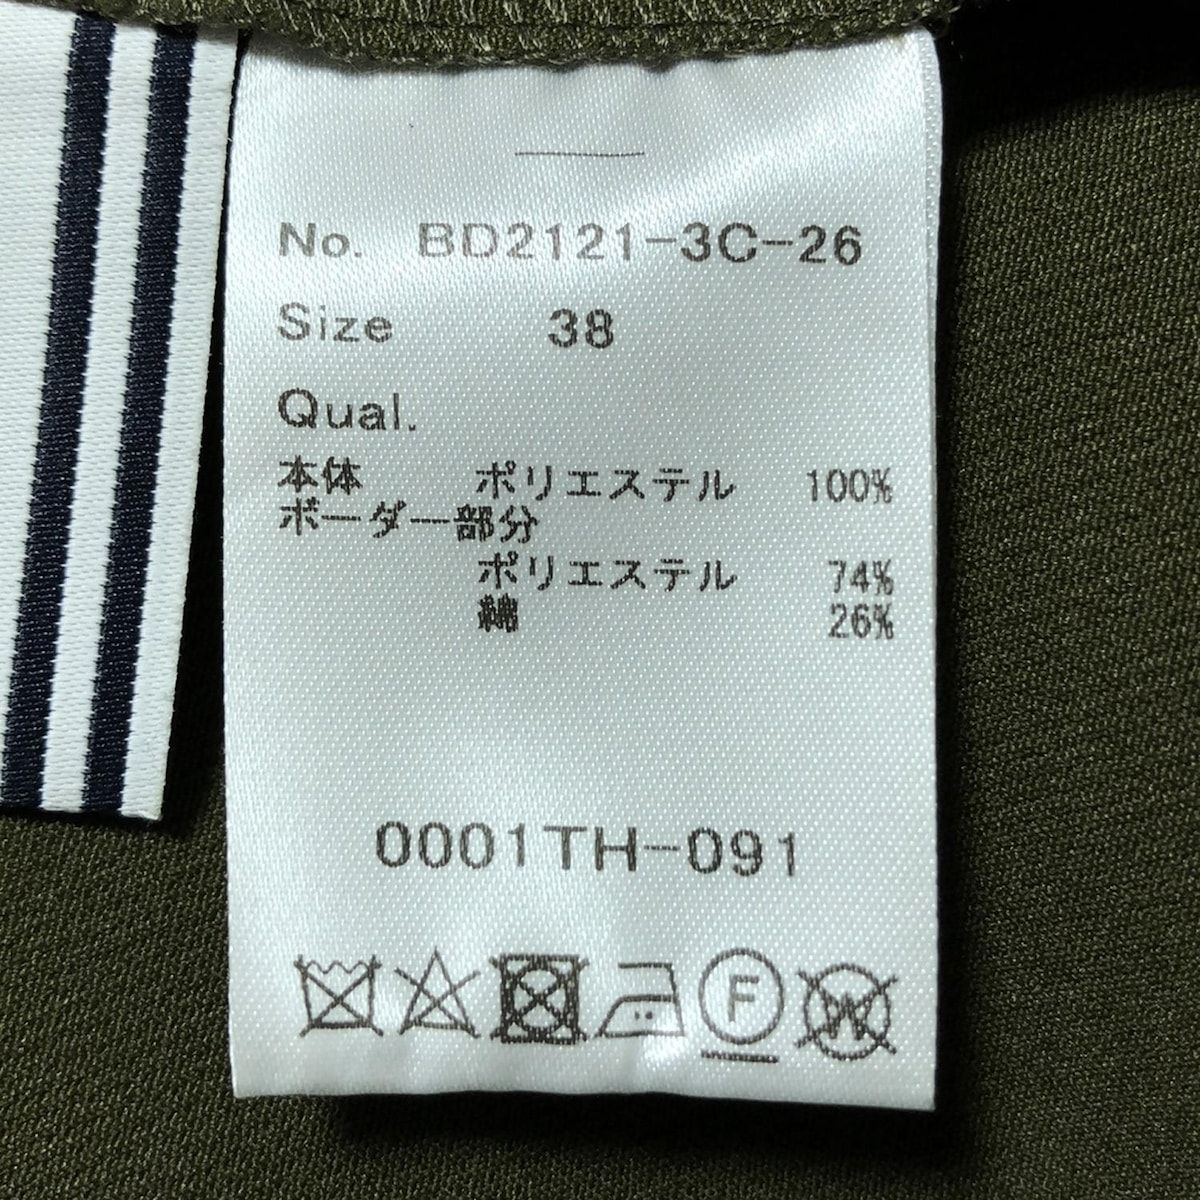 No. BD2121-3C-26
Size 38
Qual.
本体 ポリエステル 100%
ボーダー部分
ポリエステル 74%
綿 26%
0001TH-091
F W